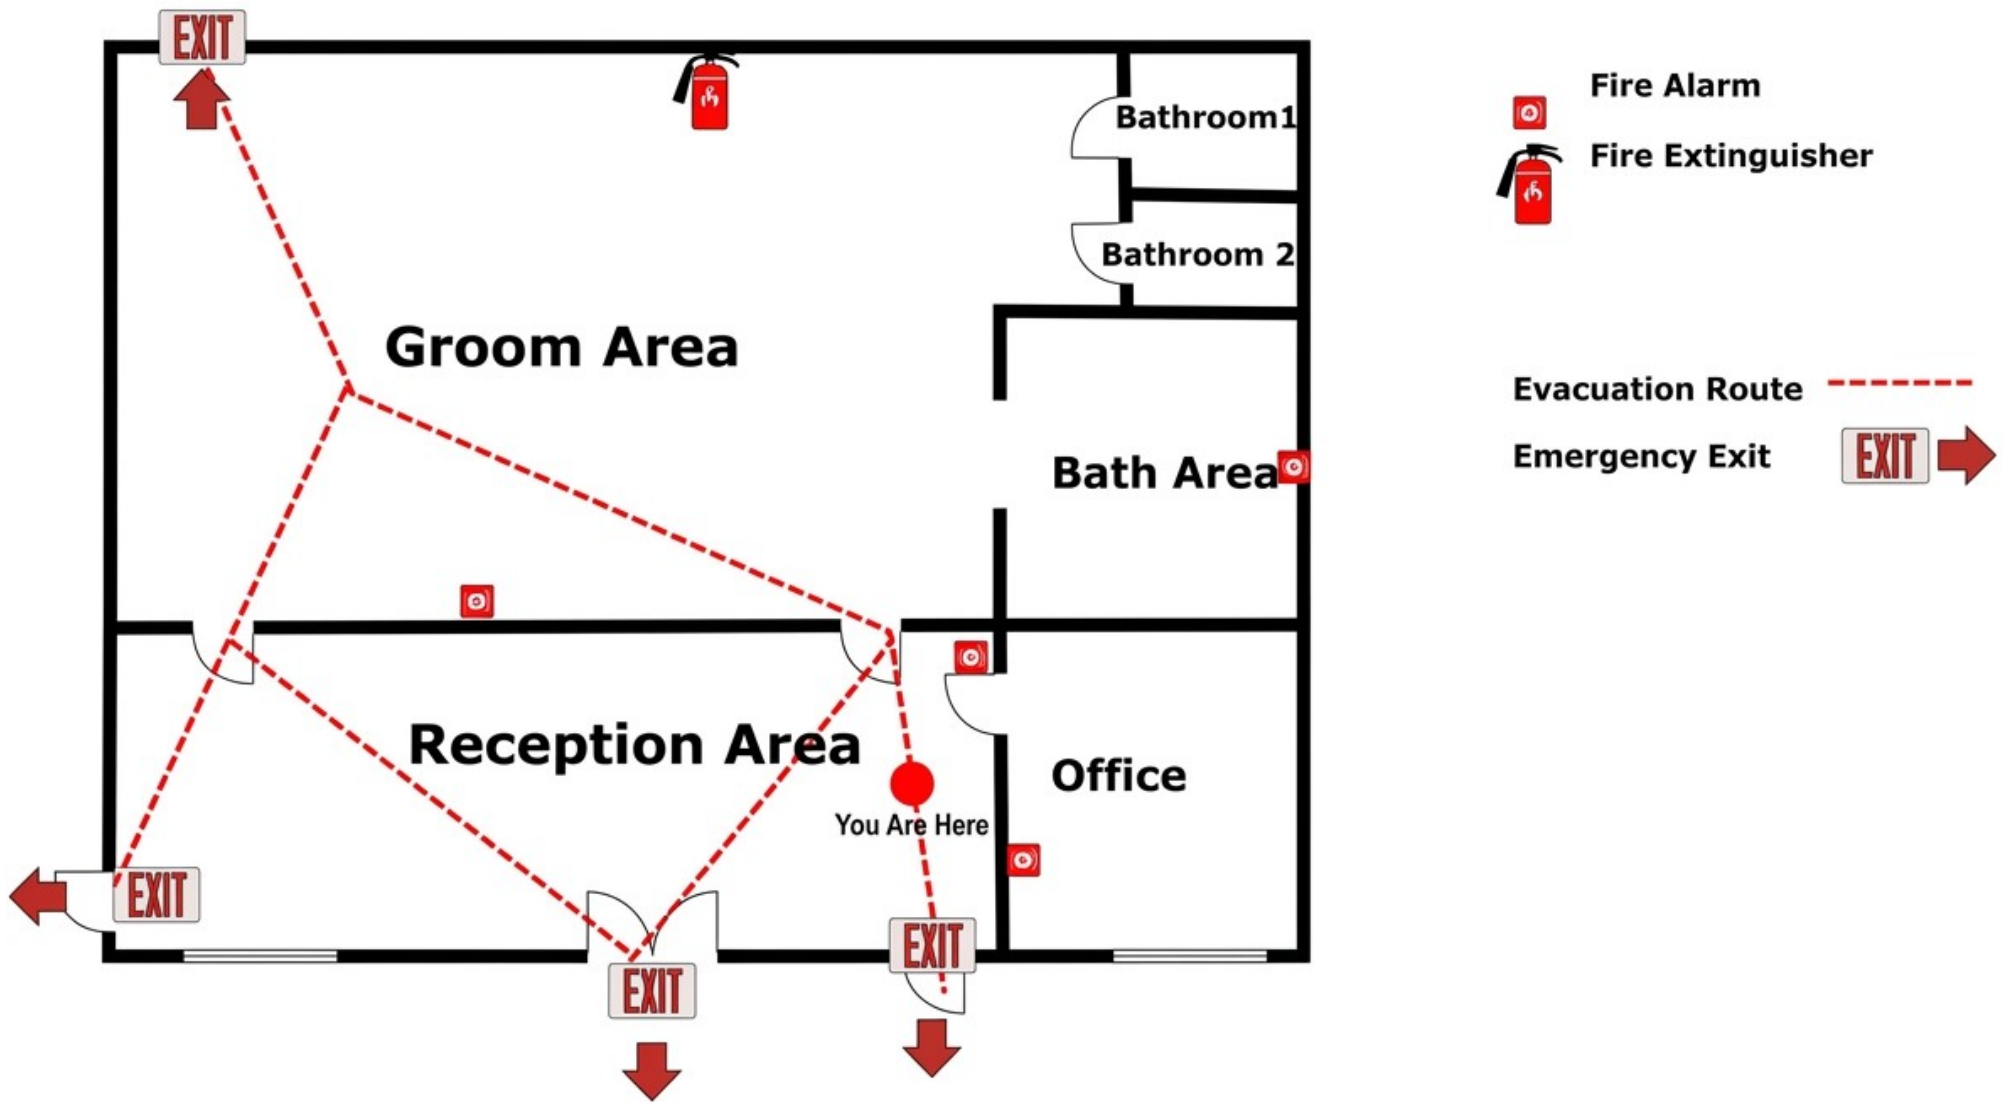 EXIT
Bathroom1
Bathroom 2
Groom Area
Bath Area
Reception Area
Office
You Are Here
EXIT
EXIT
EXIT
Fire Alarm
Fire Extinguisher
Evacuation Route
Emergency Exit
EXIT